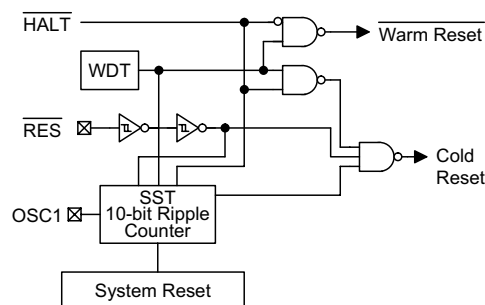 HALT
Warm Reset
WDT
RES
Cold
Reset
SST
10-bit Ripple
Counter
OSC1
System Reset